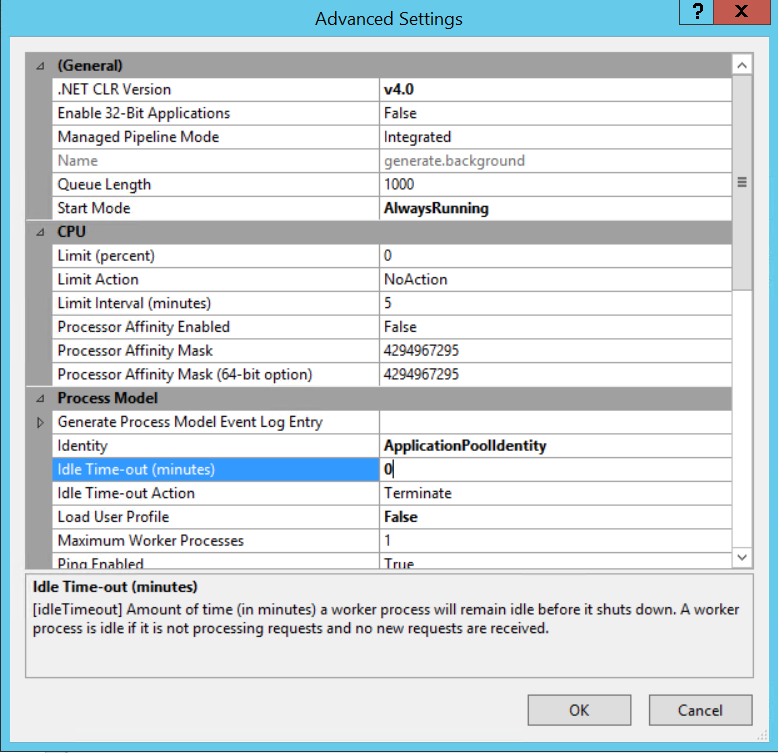 Advanced Settings
?
X
(General)
.NET CLR Version v4.0
Enable 32-Bit Applications False
Managed Pipeline Mode Integrated
Name generate.background
Queue Length 1000
Start Mode AlwaysRunning
CPU
Limit (percent) 0
Limit Action NoAction
Limit Interval (minutes) 5
Processor Affinity Enabled False
Processor Affinity Mask 4294967295
Processor Affinity Mask (64-bit option) 4294967295
Process Model
Generate Process Model Event Log Entry
Identity ApplicationPoolIdentity
Idle Time-out (minutes) 0
Idle Time-out Action Terminate
Load User Profile False
Maximum Worker Processes 1
Ping Enabled True
Idle Time-out (minutes)
[idleTimeout] Amount of time (in minutes) a worker process will remain idle before it shuts down. A worker
process is idle if it is not processing requests and no new requests are received.
OK Cancel